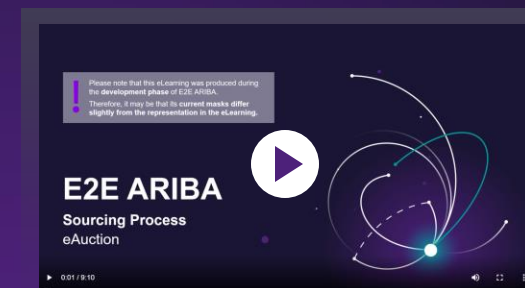 !
Please note that this eLearning was produced during
the development phase of E2E ARIBA.
Therefore, it may be that its current masks differ
slightly from the representation in the eLearning.
E2E ARIBA
Sourcing Process
eAuction
0:01 / 9:10